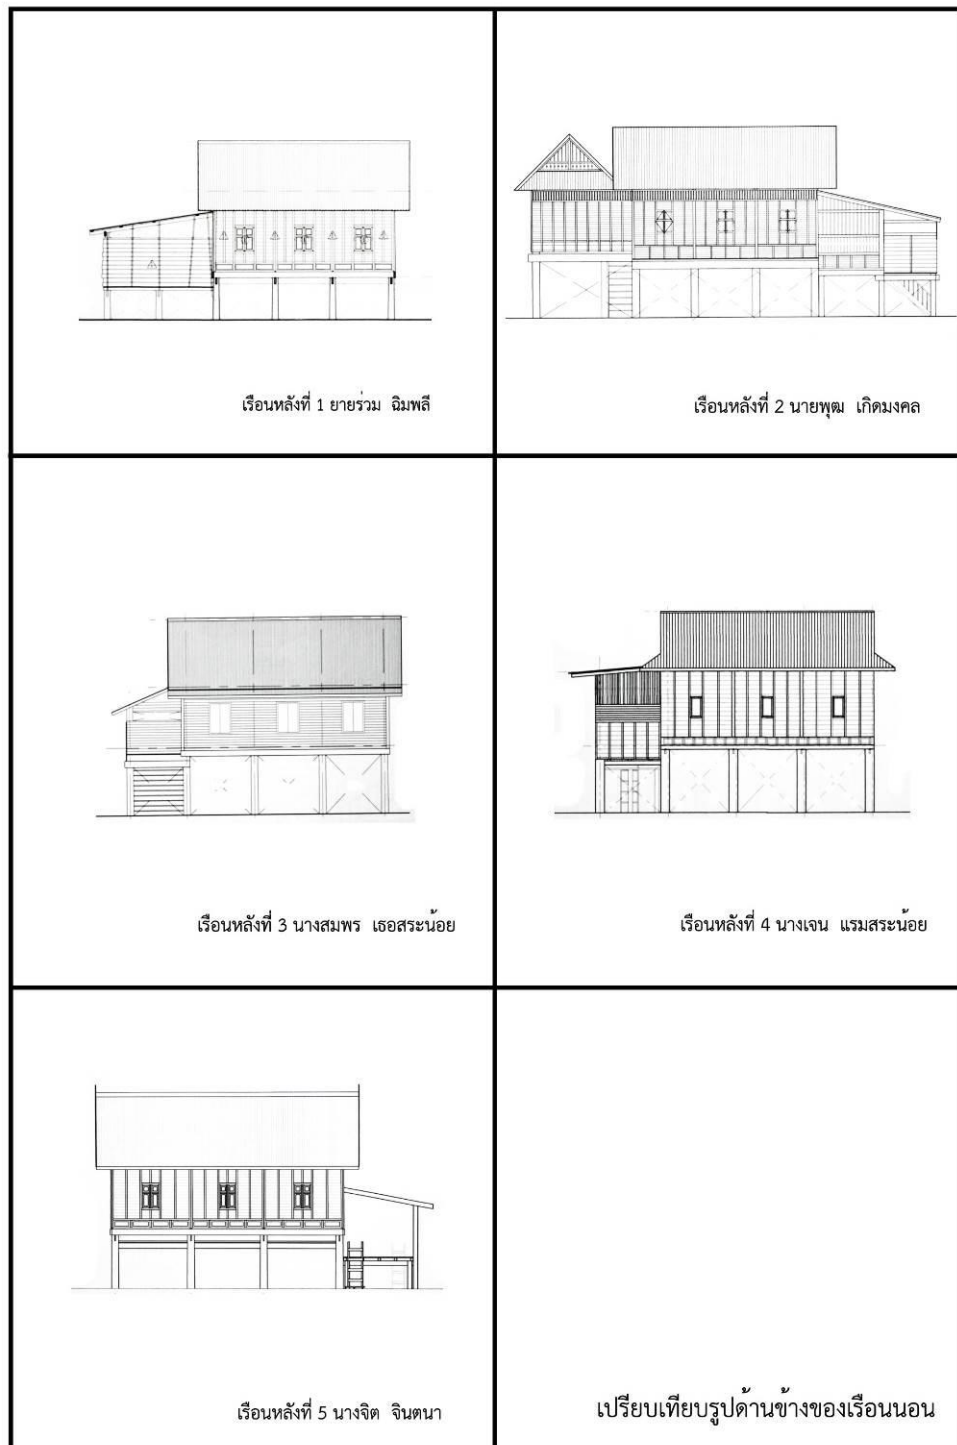 เรือนหลังที่ 1 ยายร่วม ฉิมพลี
เรือนหลังที่ 2 นายพุฒ เกิดมงคล
เรือนหลังที่ 3 นางสมพร เธอสระน้อย
เรือนหลังที่ 4 นางเจน แรมสระน้อย
เรือนหลังที่ 5 นางจิต จินตนา
เปรียบเทียบรูปด้านข้างของเรือนนอน